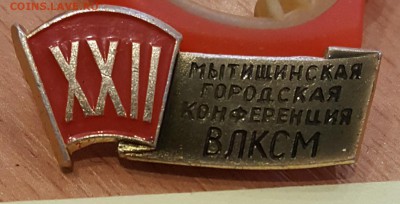 COINS.LAVE.RU
XXII
МЫТИЩИНСКАЯ
ГОРОДСКАЯ
КОНФЕРЕНЦИЯ
ВЛКСМ